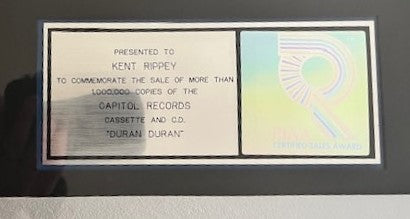 PRESENTED TO
KENT RIPPEY
TO COMMEMORATE THE SALE OF MORE THAN
1,000,000 COPIES OF THE
CAPITOL RECORDS
CASSETTE AND C.D.
"DURAN DURAN"
CERTIFIED SALES AWARD